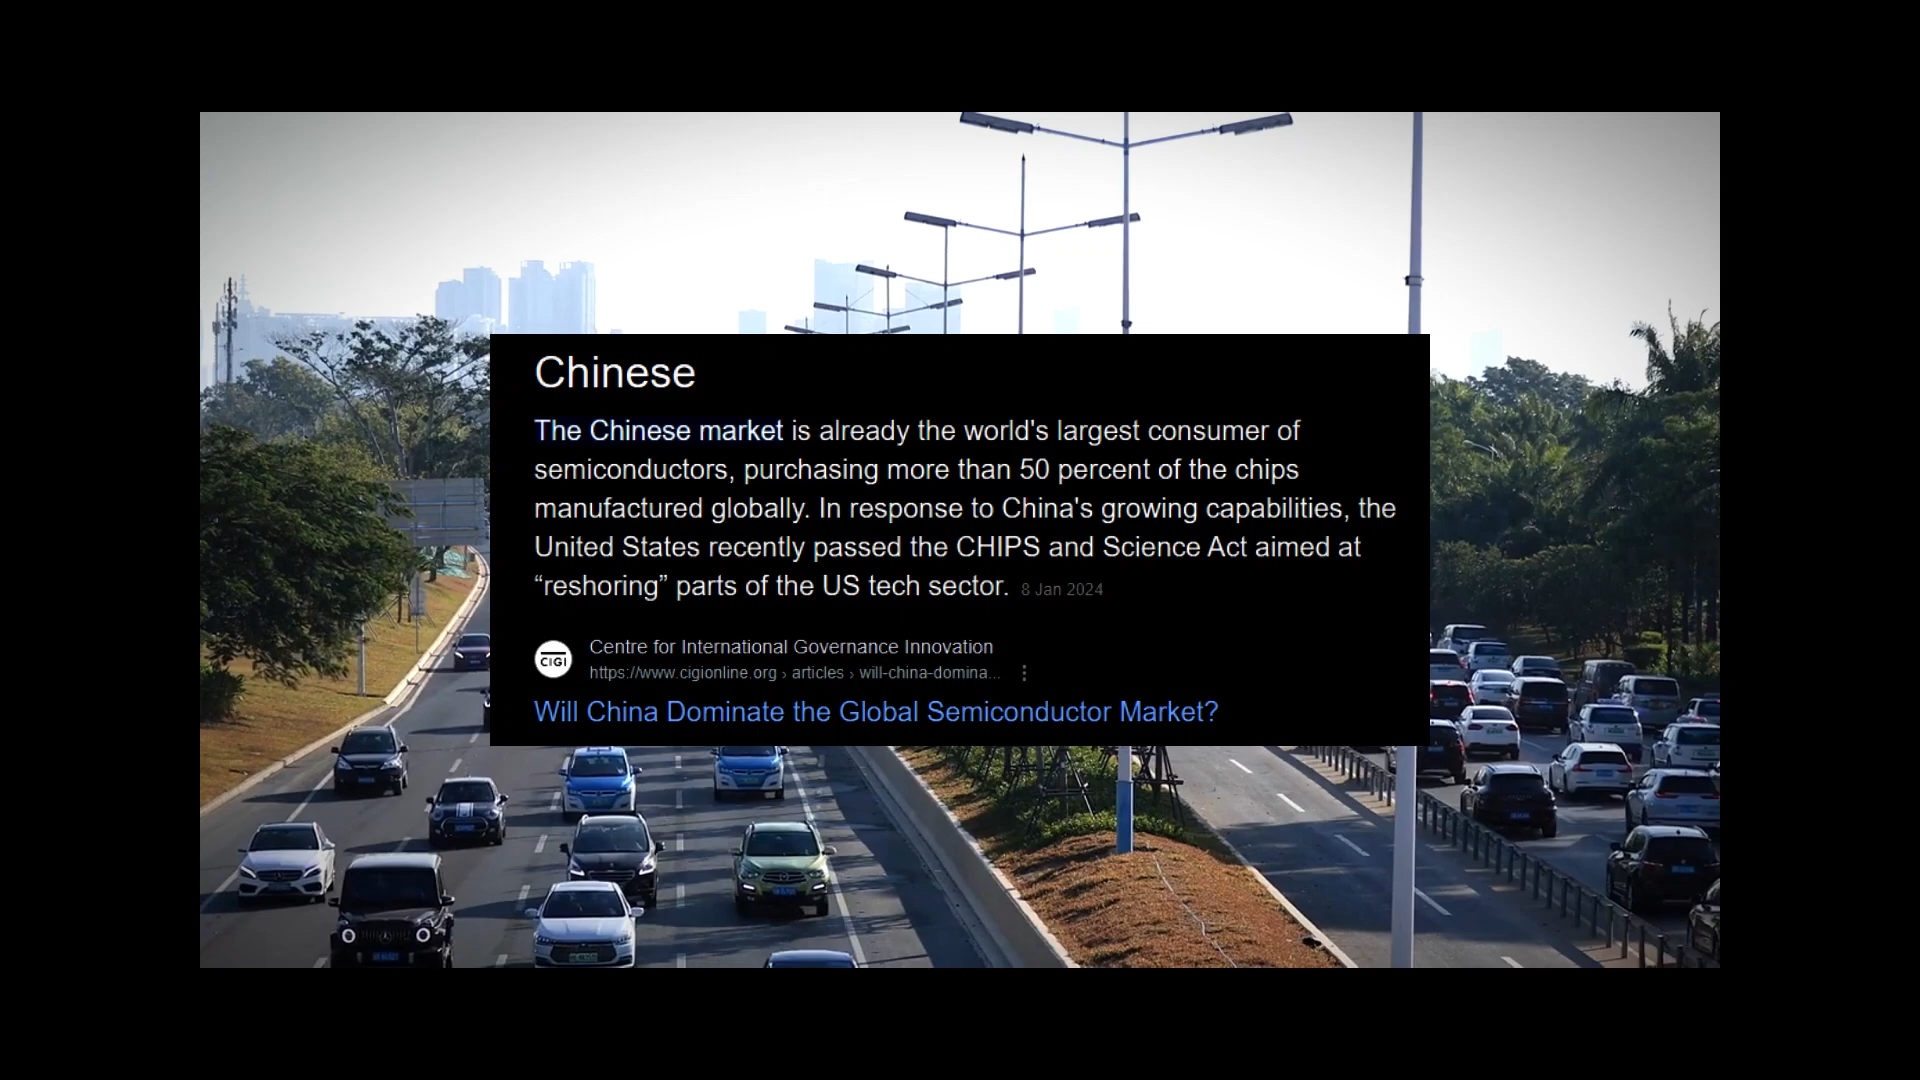 Chinese
The Chinese market is already the world's largest consumer of
semiconductors, purchasing more than 50 percent of the chips
manufactured globally. In response to China's growing capabilities, the
United States recently passed the CHIPS and Science Act aimed at
“reshoring” parts of the US tech sector. 8 Jan 2024
CIGI
Centre for International Governance Innovation
https://www.cigionline.org › articles › will-china-domina...
Will China Dominate the Global Semiconductor Market?